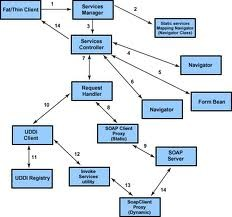 Fat/Thin Client
1
Services
Manager
2
Static services
Mapping Navigator
(Navigator Class)
14
3
Services
Controller
4
Navigator
5
Form Bean
6
Navigator
7
Request
Handler
8
SOAP Client
Proxy
(Static)
10
9
SOAP
Server
UDDI
Client
12
11
Invoke
Services
utility
UDDI Registry
13
14
SoapClient
Proxy
(Dynamic)